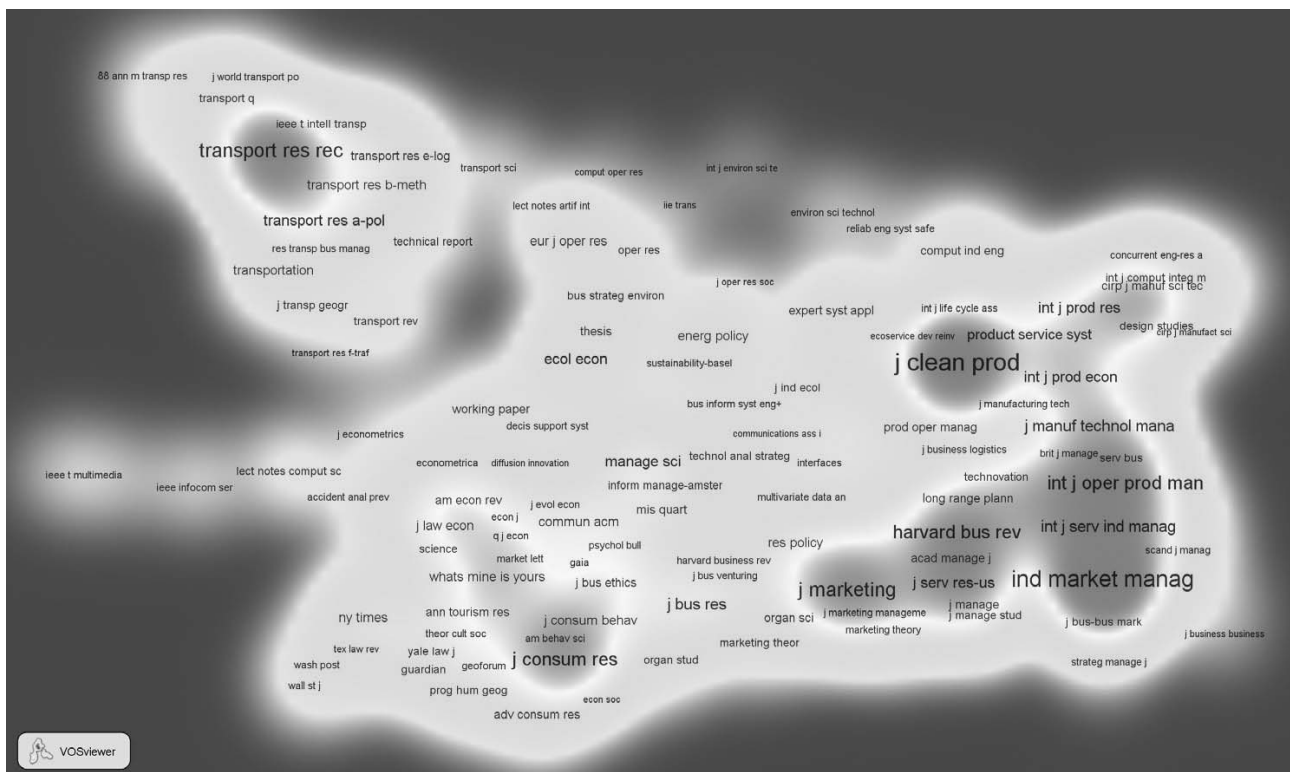 88 ann m transp res
j world transport po
transport q
ieee t intell transp
transport res rec
transport res e-log
transport sci
comput oper res
int j environ sci te
transport res b-meth
lect notes artif int
iie trans
environ sci technol
transport res a-pol
reliab eng syst safe
res transp bus manag
technical report
eur j oper res
oper res
comput ind eng
concurrent eng-res a
transportation
j oper res soc
int j comput integ m
cirp j manuf sci tec
bus strateg environ
j transp geogr
expert syst appl
int j life cycle ass
int j prod res
transport rev
thesis
energ policy
ecoservice dev reinv
product service syst
design studies
cirp j manufact sci
transport res f-traf
ecol econ
sustainability-basel
j clean prod
int j prod econ
j ind ecol
working paper
bus inform syst eng+
j manufacturing tech
decis support syst
j econometrics
communications ass i
prod oper manag
j manuf technol mana
j business logistics
brit j manage
serv bus
ieee t multimedia
lect notes comput sc
econometrica
diffusion innovation
manage sci
technol anal strateg
interfaces
technovation
ieee infocom ser
inform manage-amster
int j oper prod man
accident anal prev
am econ rev
j evol econ
multivariate data an
long range plann
mis quart
econ j
commun acm
j law econ
q j econ
harvard bus rev
int j serv ind manag
science
psychol bull
res policy
scand j manag
market lett
gaia
harvard business rev
acad manage j
whats mine is yours
j bus ethics
j bus venturing
j marketing
j serv res-us
ind market manag
ny times
ann tourism res
j consum behav
j bus res
organ sci
j marketing manageme
j manage
j manage stud
j bus-bus mark
theor cult soc
am behav sci
marketing theory
j business business
tex law rev
yale law j
marketing theor
wash post
guardian
geoforum
j consum res
organ stud
strateg manage j
wall st j
prog hum geog
econ soc
adv consum res
VOSviewer